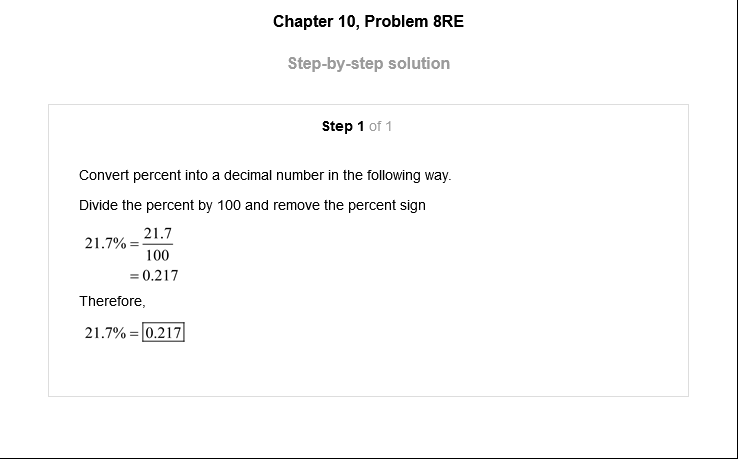 Chapter 10, Problem 8RE
Step-by-step solution
Step 1 of 1
Convert percent into a decimal number in the following way.
Divide the percent by 100 and remove the percent sign
21.7% = 21.7/100
= 0.217
Therefore,
21.7% = 0.217